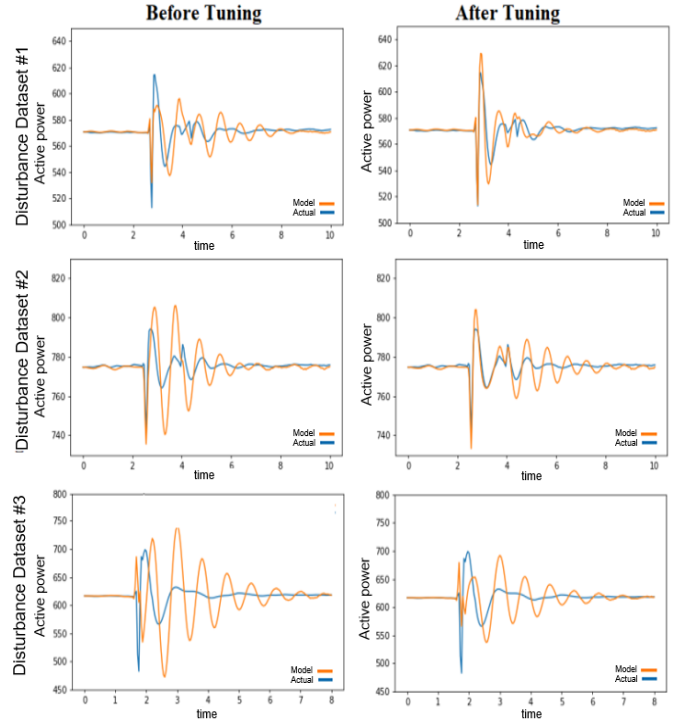 Before Tuning
After Tuning
Disturbance Dataset #1
Active power
640
620
600
580
560
540
520
500
0
2
4
6
8
10
time
Model
Actual
Active power
640
620
600
580
560
540
520
500
0
2
4
6
8
10
time
Model
Actual
Disturbance Dataset #2
Active power
820
800
780
760
740
0
2
4
6
8
10
time
Model
Actual
Active power
820
800
780
760
740
0
2
4
6
8
10
time
Model
Actual
Disturbance Dataset #3
Active power
800
750
700
650
600
550
500
450
0
1
2
3
4
5
6
7
8
time
Model
Actual
Active power
800
750
700
650
600
550
500
450
0
1
2
3
4
5
6
7
8
time
Model
Actual